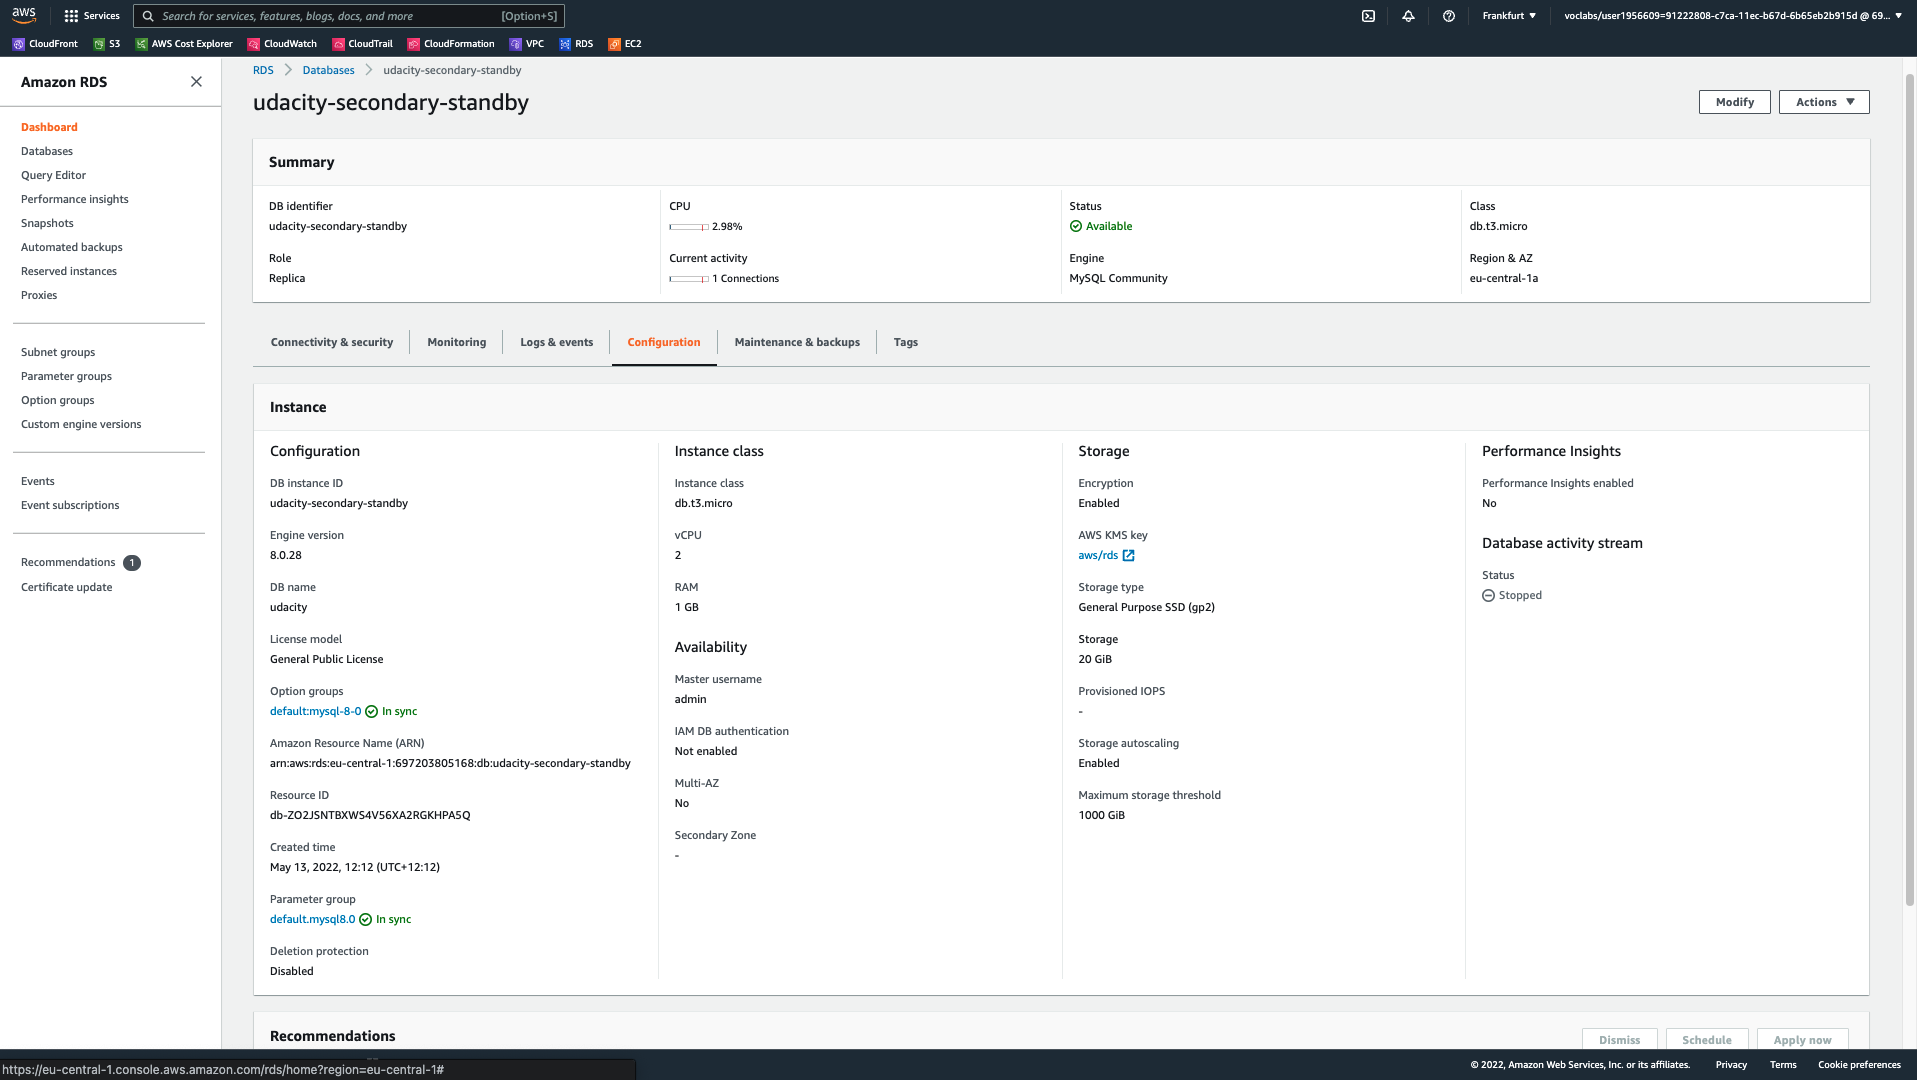 aws Services Search for services, features, blogs, docs, and more [Option+S] Frankfurt ▼ voclabs/user1956609=91222808-c7ca-11ec-b67d-6b65eb2b915d @ 69... ▼
CloudFront S3 AWS Cost Explorer CloudWatch CloudTrail CloudFormation VPC RDS EC2
Amazon RDS
Dashboard
Databases
Query Editor
Performance insights
Snapshots
Automated backups
Reserved instances
Proxies
Subnet groups
Parameter groups
Option groups
Custom engine versions
Events
Event subscriptions
Recommendations 1
Certificate update
RDS > Databases > udacity-secondary-standby
udacity-secondary-standby
Modify Actions ▼
Summary
DB identifier
udacity-secondary-standby
Role
Replica
CPU
2.98%
Current activity
1 Connections
Status
Available
Engine
MySQL Community
Class
db.t3.micro
Region & AZ
eu-central-1a
Connectivity & security Monitoring Logs & events Configuration Maintenance & backups Tags
Instance
Configuration
DB instance ID
udacity-secondary-standby
Engine version
8.0.28
DB name
udacity
License model
General Public License
Option groups
default:mysql-8-0 In sync
Amazon Resource Name (ARN)
arn:aws:rds:eu-central-1:697203805168:db:udacity-secondary-standby
Resource ID
db-ZO2JSNTBXWS4V56XA2RGKHPA5Q
Created time
May 13, 2022, 12:12 (UTC+12:12)
Parameter group
default.mysql8.0 In sync
Deletion protection
Disabled
Instance class
Instance class
db.t3.micro
vCPU
2
RAM
1 GB
Availability
Master username
admin
IAM DB authentication
Not enabled
Multi-AZ
No
Secondary Zone
-
Storage
Encryption
Enabled
AWS KMS key
aws/rds
Storage type
General Purpose SSD (gp2)
Storage
20 GiB
Provisioned IOPS
-
Storage autoscaling
Enabled
Maximum storage threshold
1000 GiB
Performance Insights
Performance Insights enabled
No
Database activity stream
Status
Stopped
Recommendations
Dismiss Schedule Apply now
https://eu-central-1.console.aws.amazon.com/rds/home?region=eu-central-1#
© 2022, Amazon Web Services, Inc. or its affiliates. Privacy Terms Cookie preferences